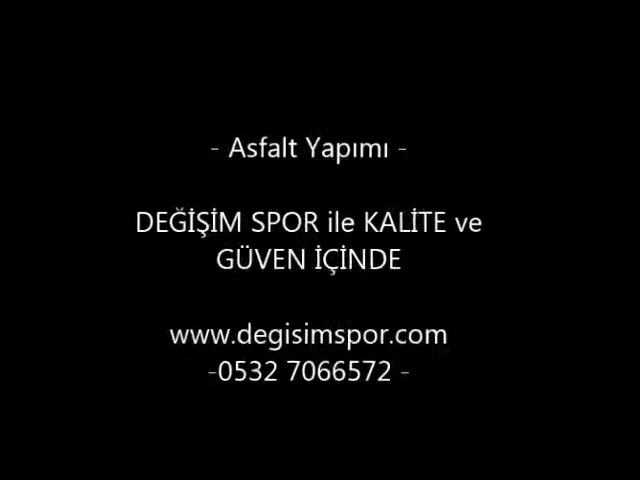 - Asfalt Yapımı -
DEĞİŞİM SPOR ile KALİTE ve
GÜVEN İÇİNDE
www.degisimspor.com
-0532 7066572 -